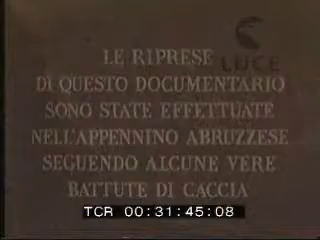 LE RIPRESE
LUCE
DI QUESTO DOCUMENTARIO
SONO STATE EFFETTUATE
NELL'APPENNINO ABRUZZESE
SEGUENDO ALCUNE VERE
BATTUTE DI CACCIA
TCR 00:31:45:08